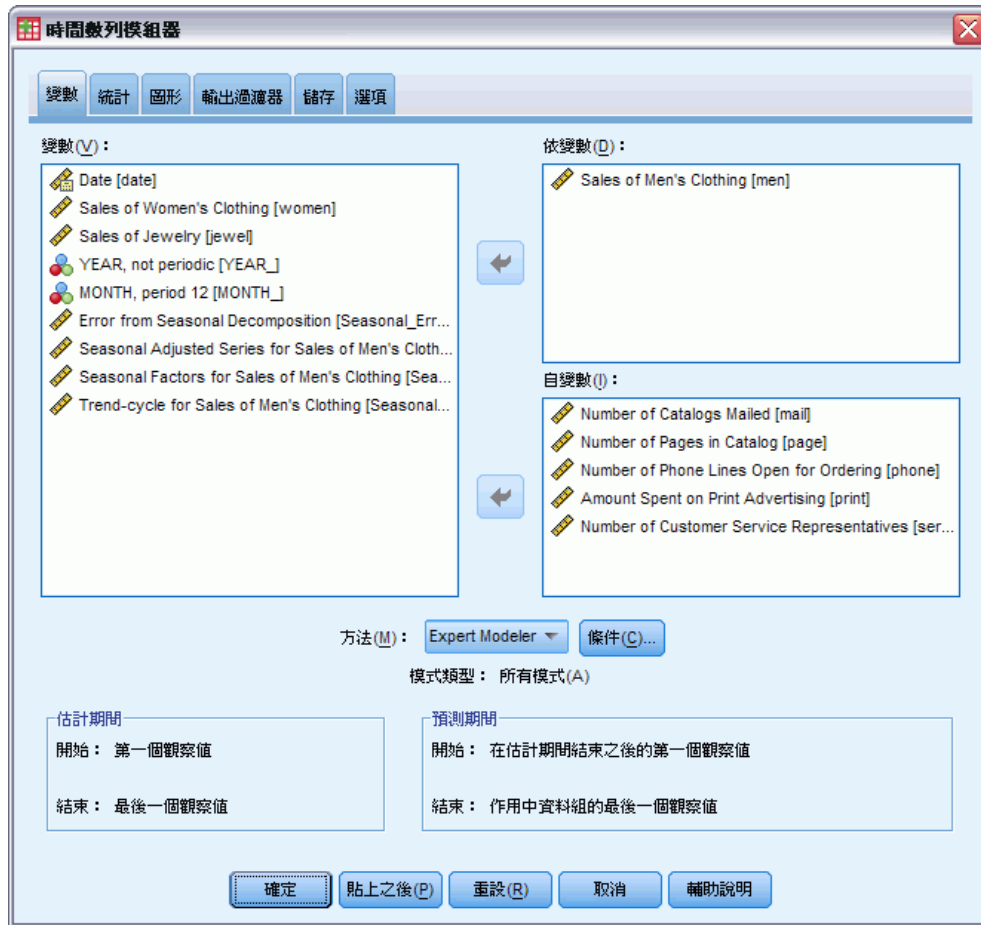 時間數列模組器
變數
統計
圖形
輸出過濾器
儲存
選項
變數(V)：
Date [date]
Sales of Women's Clothing [women]
Sales of Jewelry [jewel]
YEAR, not periodic [YEAR_]
MONTH, period 12 [MONTH_]
Error from Seasonal Decomposition [Seasonal_Err...
Seasonal Adjusted Series for Sales of Men's Cloth...
Seasonal Factors for Sales of Men's Clothing [Sea...
Trend-cycle for Sales of Men's Clothing [Seasonal...
依變數(D)：
Sales of Men's Clothing [men]
自變數(I)：
Number of Catalogs Mailed [mail]
Number of Pages in Catalog [page]
Number of Phone Lines Open for Ordering [phone]
Amount Spent on Print Advertising [print]
Number of Customer Service Representatives [ser...
方法(M)：
Expert Modeler
條件(C)...
模式類型： 所有模式(A)
估計期間
開始： 第一個觀察值
結束： 最後一個觀察值
預測期間
開始： 在估計期間結束之後的第一個觀察值
結束： 作用中資料組的最後一個觀察值
確定
貼上之後(P)
重設(R)
取消
輔助說明